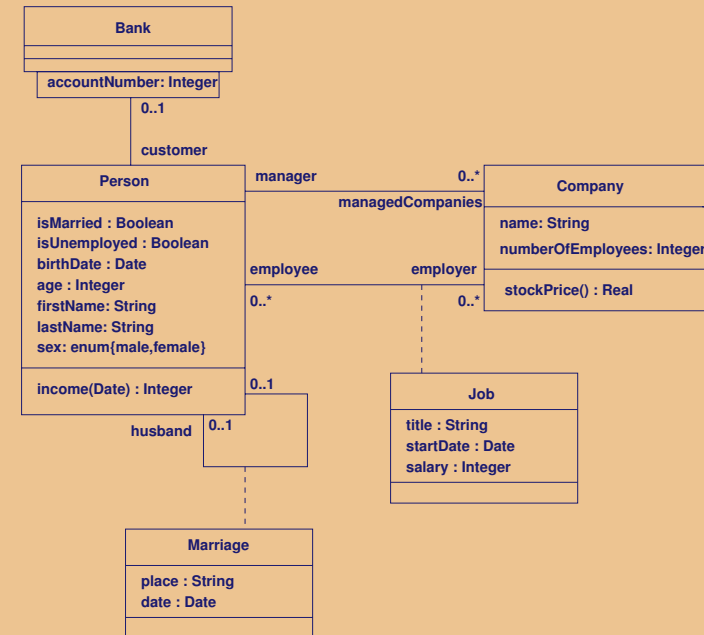 Bank
accountNumber: Integer
0..1
customer
Person
isMarried : Boolean
isUnemployed : Boolean
birthDate : Date
age : Integer
firstName: String
lastName: String
sex: enum{male,female}
income(Date) : Integer
manager
0..*
managedCompanies
Company
name: String
numberOfEmployees: Integer
stockPrice() : Real
employee
employer
0..*
0..*
Job
title : String
startDate : Date
salary : Integer
0..1
husband
0..1
Marriage
place : String
date : Date